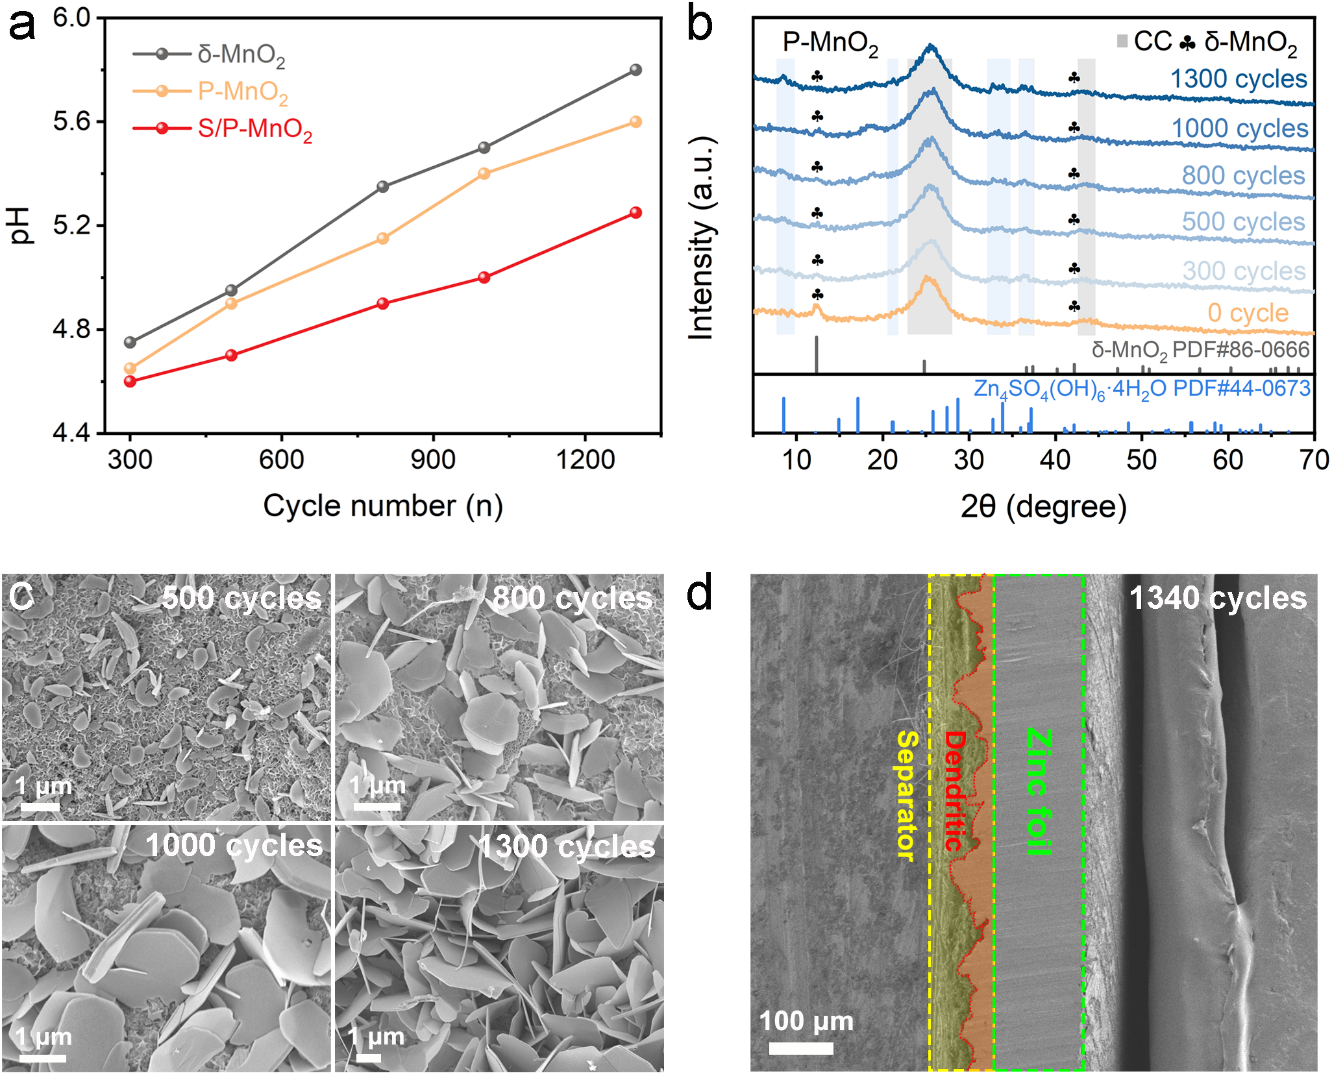 a
6.0
5.6
5.2
4.8
4.4
pH
δ-MnO₂
P-MnO₂
S/P-MnO₂
300 600 900 1200
Cycle number (n)
b
P-MnO₂
CC ♣ δ-MnO₂
1300 cycles
1000 cycles
800 cycles
500 cycles
300 cycles
0 cycle
δ-MnO₂ PDF#86-0666
Zn₄SO₄(OH)₆·4H₂O PDF#44-0673
Intensity (a.u.)
10 20 30 40 50 60 70
2θ (degree)
c
500 cycles
1 μm
800 cycles
1 μm
1000 cycles
1 μm
1300 cycles
1 μm
d
1340 cycles
Separator
Dendritic
Zinc foil
100 μm